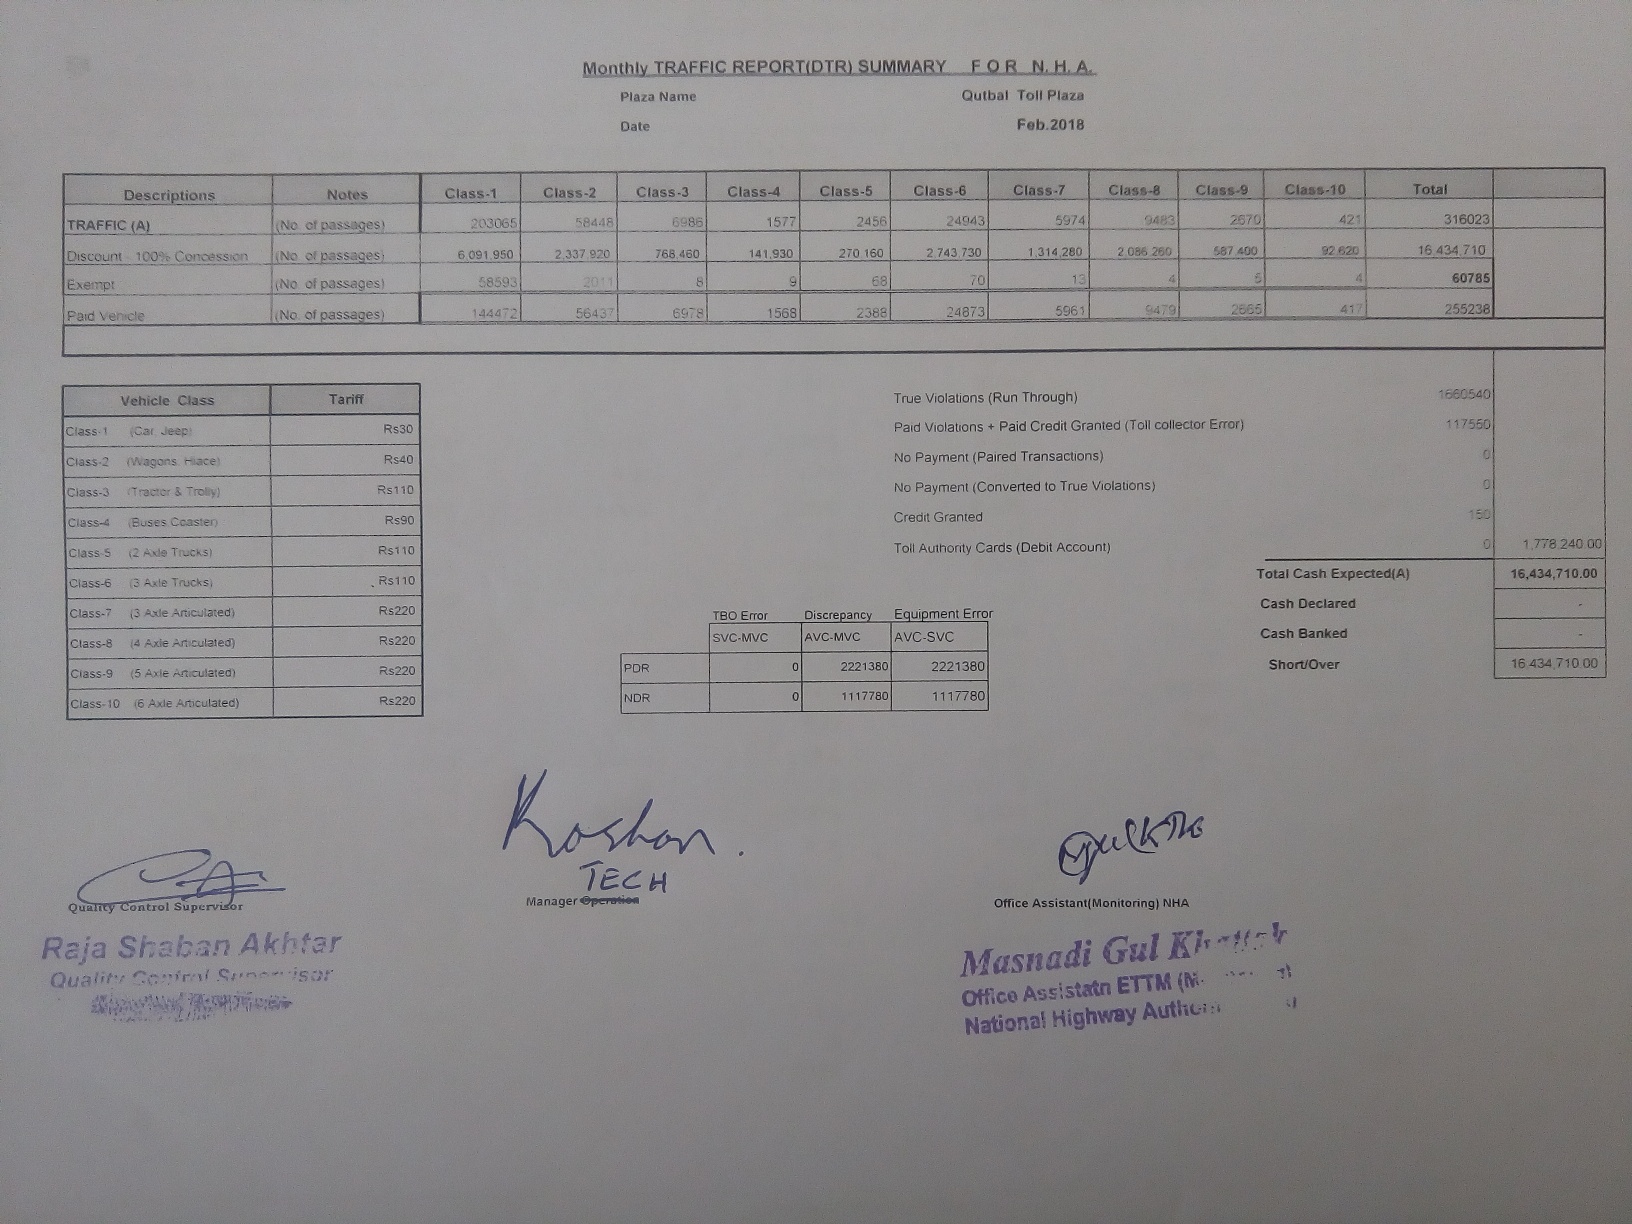 Monthly TRAFFIC REPORT(DTR) SUMMARY F O R N. H. A.
Plaza Name Qutbal Toll Plaza
Date Feb.2018
Descriptions Notes Class-1 Class-2 Class-3 Class-4 Class-5 Class-6 Class-7 Class-8 Class-9 Class-10 Total
TRAFFIC (A) (No. of passages) 203065 58448 6986 1577 2456 24943 5974 9483 2670 421 316023
Discount - 100% Concession (No. of passages) 6,091,950 2,337,920 768,460 141,930 270,160 2,743,730 1,314,280 2,086,260 587,400 92,620 16,434,710
Exempt (No. of passages) 58593 2011 8 9 68 70 13 4 5 4 60785
Paid Vehicle (No. of passages) 144472 56437 6978 1568 2388 24873 5961 9479 2665 417 255238
Vehicle Class Tariff
Class-1 (Car, Jeep) Rs30
Class-2 (Wagons, Hiace) Rs40
Class-3 (Tractor & Trolly) Rs110
Class-4 (Buses Coaster) Rs90
Class-5 (2 Axle Trucks) Rs110
Class-6 (3 Axle Trucks) Rs110
Class-7 (3 Axle Articulated) Rs220
Class-8 (4 Axle Articulated) Rs220
Class-9 (5 Axle Articulated) Rs220
Class-10 (6 Axle Articulated) Rs220
True Violations (Run Through) 1660540
Paid Violations + Paid Credit Granted (Toll collector Error) 117550
No Payment (Paired Transactions) 0
No Payment (Converted to True Violations) 0
Credit Granted 150
Toll Authority Cards (Debit Account) 0 1,778,240.00
Total Cash Expected(A) 16,434,710.00
Cash Declared -
Cash Banked -
Short/Over 16,434,710.00
TBO Error Discrepancy Equipment Error
SVC-MVC AVC-MVC AVC-SVC
PDR 0 2221380 2221380
NDR 0 1117780 1117780
Roshan.
TECH
Quality Control Supervisor
Manager Operation
Office Assistant(Monitoring) NHA
Raja Shaban Akhtar
Quality Control Supervisor
Masnadi Gul
Office Assistatn ETTM
National Highway